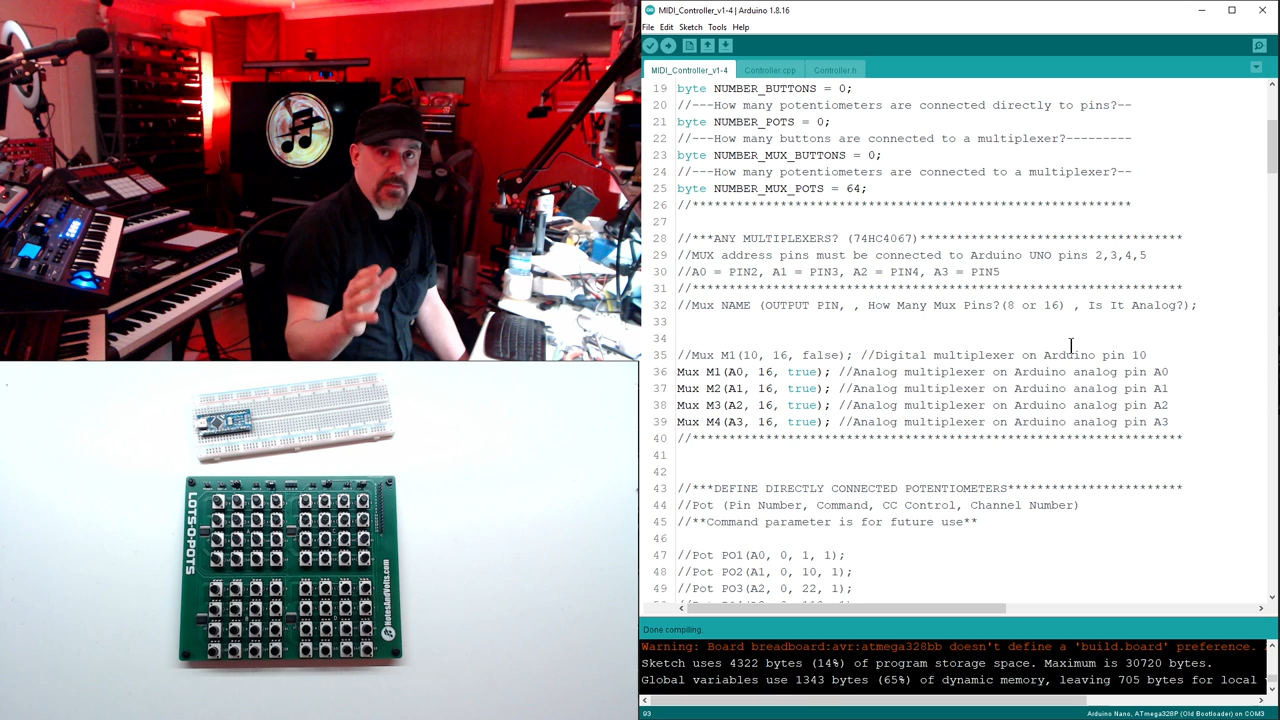 MIDI_Controller_v1-4 | Arduino 1.8.16
File Edit Sketch Tools Help
MIDI_Controller_v1-4 Controller.cpp Controller.h
19 byte NUMBER_BUTTONS = 0;
20 //---How many potentiometers are connected directly to pins?--
21 byte NUMBER_POTS = 0;
22 //---How many buttons are connected to a multiplexer?---------
23 byte NUMBER_MUX_BUTTONS = 0;
24 //---How many potentiometers are connected to a multiplexer?--
25 byte NUMBER_MUX_POTS = 64;
26 //************************************************************
27
28 //***ANY MULTIPLEXERS? (74HC4067)************************************
29 //MUX address pins must be connected to Arduino UNO pins 2,3,4,5
30 //A0 = PIN2, A1 = PIN3, A2 = PIN4, A3 = PIN5
31 //*******************************************************************
32 //Mux NAME (OUTPUT PIN, , How Many Mux Pins?(8 or 16) , Is It Analog?);
33
34
35 //Mux M1(10, 16, false); //Digital multiplexer on Arduino pin 10
36 Mux M1(A0, 16, true); //Analog multiplexer on Arduino analog pin A0
37 Mux M2(A1, 16, true); //Analog multiplexer on Arduino analog pin A1
38 Mux M3(A2, 16, true); //Analog multiplexer on Arduino analog pin A2
39 Mux M4(A3, 16, true); //Analog multiplexer on Arduino analog pin A3
40 //*******************************************************************
41
42
43 //***DEFINE DIRECTLY CONNECTED POTENTIOMETERS************************
44 //Pot (Pin Number, Command, CC Control, Channel Number)
45 //**Command parameter is for future use**
46
47 //Pot PO1(A0, 0, 1, 1);
48 //Pot PO2(A1, 0, 10, 1);
49 //Pot PO3(A2, 0, 22, 1);
Done compiling.
Warning: Board breadboard:avr:atmega328bb doesn't define a 'build.board' preference.
Sketch uses 4322 bytes (14%) of program storage space. Maximum is 30720 bytes.
Global variables use 1343 bytes (65%) of dynamic memory, leaving 705 bytes for local
93 Arduino Nano, ATmega328P (Old Bootloader) on COM3
LOTS-O-POTS
NotesAndVolts.com